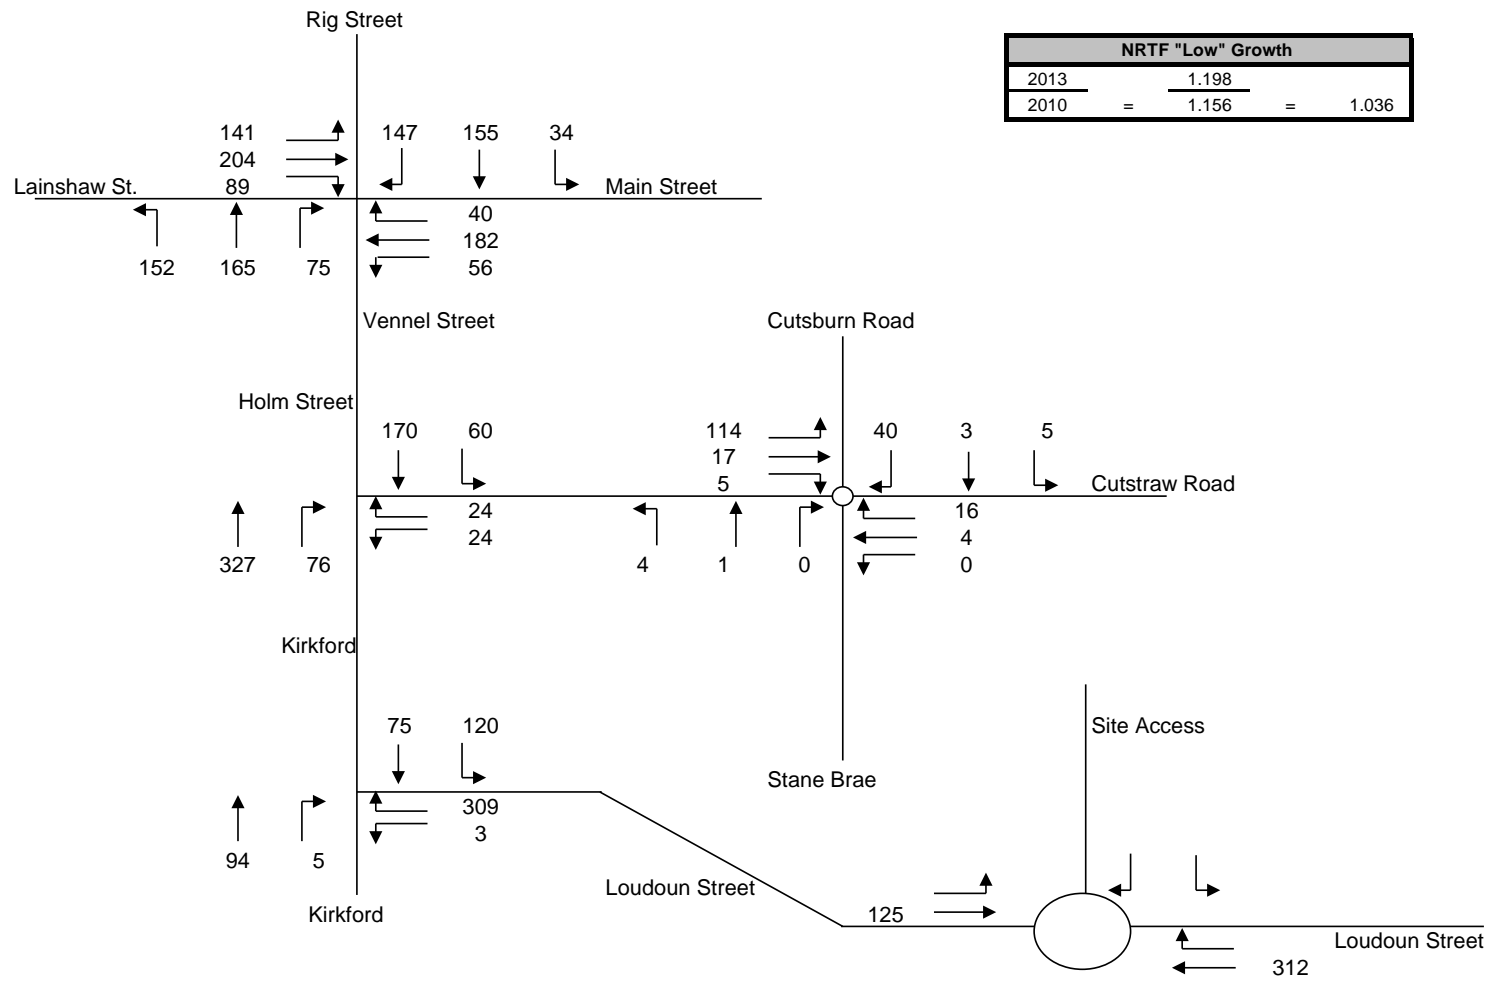 Rig Street
NRTF "Low" Growth
2013 1.198
2010 = 1.156 = 1.036
141 147 155 34
204
Lainshaw St. 89 Main Street
40
182
152 165 75 56
Vennel Street Cutsburn Road
Holm Street
170 60 114 40 3 5
17
5 Cutstraw Road
24 16
24 4
327 76 4 1 0 0
Kirkford
75 120 Site Access
Stane Brae
309
3
94 5
Loudoun Street
Kirkford 125
Loudoun Street
312